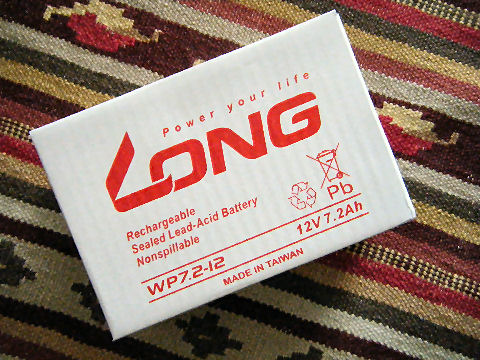 Power your life
LONG
Rechargeable
Sealed Lead-Acid Battery
Nonspillable
Pb
WP7.2-12 12V 7.2Ah
MADE IN TAIWAN